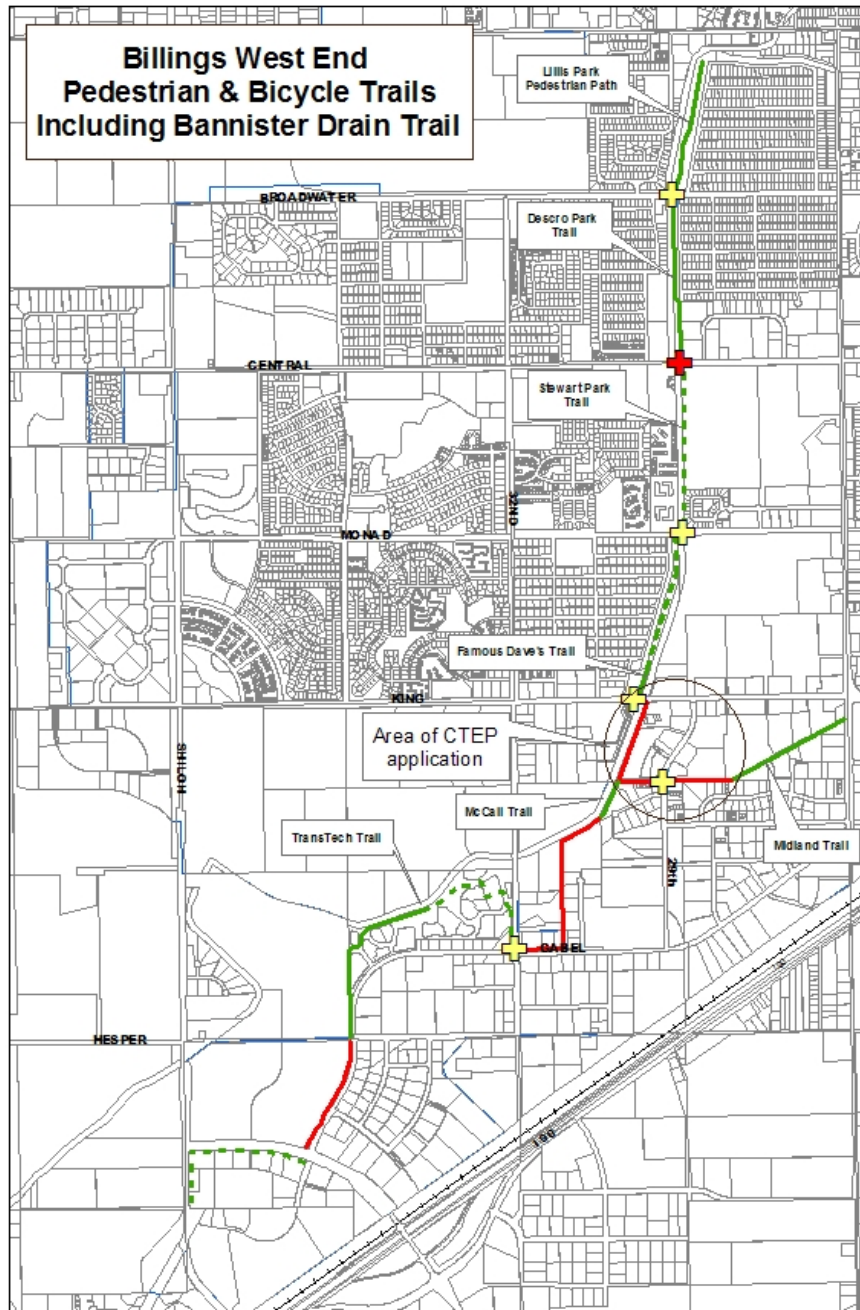 Billings West End
Pedestrian & Bicycle Trails
Including Bannister Drain Trail
Lillis Park
Pedestrian Path
BROADWATER
Descro Park
Trail
CENTRAL
Stewart Park
Trail
32ND
MONAD
Famous Dave's Trail
KING
Area of CTEP
application
SHILOH
McCall Trail
TransTech Trail
Midland Trail
29th
GABEL
HESPER
I90